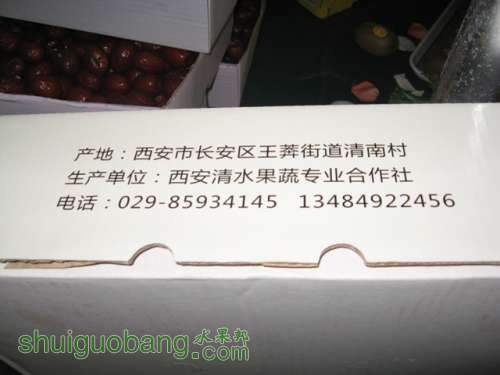 产地：西安市长安区王莽街道清南村
生产单位：西安清水果蔬专业合作社
电话：029-85934145 13484922456
shuiguobang.com
水果邦